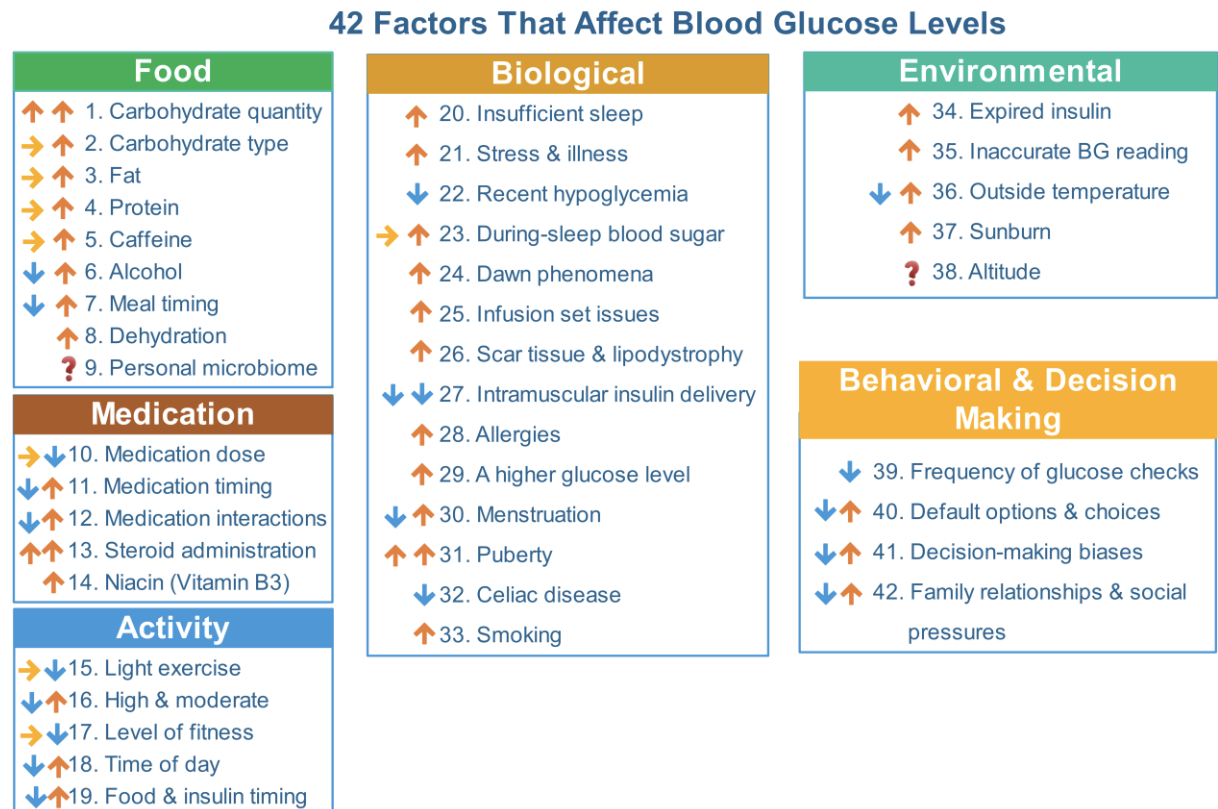 42 Factors That Affect Blood Glucose Levels
Food
1. Carbohydrate quantity
2. Carbohydrate type
3. Fat
4. Protein
5. Caffeine
6. Alcohol
7. Meal timing
8. Dehydration
? 9. Personal microbiome
Medication
10. Medication dose
11. Medication timing
12. Medication interactions
13. Steroid administration
14. Niacin (Vitamin B3)
Activity
15. Light exercise
16. High & moderate
17. Level of fitness
18. Time of day
19. Food & insulin timing
Biological
20. Insufficient sleep
21. Stress & illness
22. Recent hypoglycemia
23. During-sleep blood sugar
24. Dawn phenomena
25. Infusion set issues
26. Scar tissue & lipodystrophy
27. Intramuscular insulin delivery
28. Allergies
29. A higher glucose level
30. Menstruation
31. Puberty
32. Celiac disease
33. Smoking
Environmental
34. Expired insulin
35. Inaccurate BG reading
36. Outside temperature
37. Sunburn
? 38. Altitude
Behavioral & Decision
Making
39. Frequency of glucose checks
40. Default options & choices
41. Decision-making biases
42. Family relationships & social
pressures